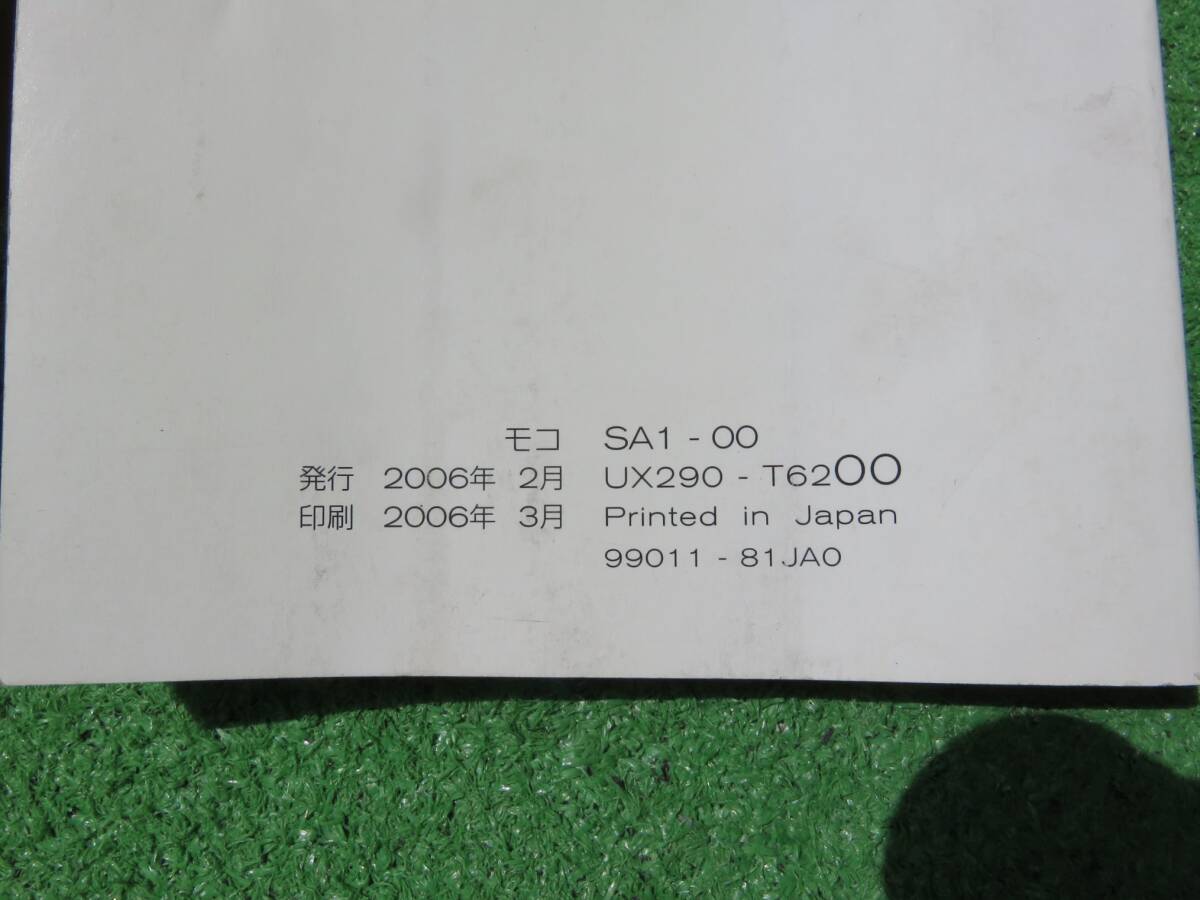 モコ SA1 - 00
発行 2006年 2月 UX290 - T6200
印刷 2006年 3月 Printed in Japan
99011 - 81JA0